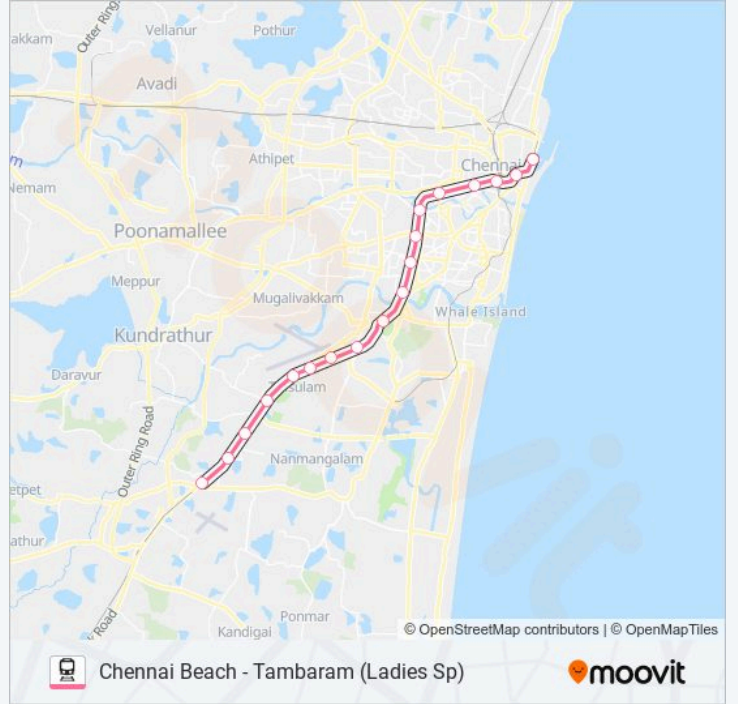 akkam
Outer Ring
Vellanur
Pothur
Avadi
Athipet
Chennai
m
Nemam
Poonamallee
Meppur
Mugalivakkam
Whale Island
Kundrathur
Daravur
sulam
Outer Ring Road
Nanmangalam
etpet
athur
Road
Ponmar
Kandigai
© OpenStreetMap contributors | © OpenMapTiles
Chennai Beach - Tambaram (Ladies Sp)
moovit